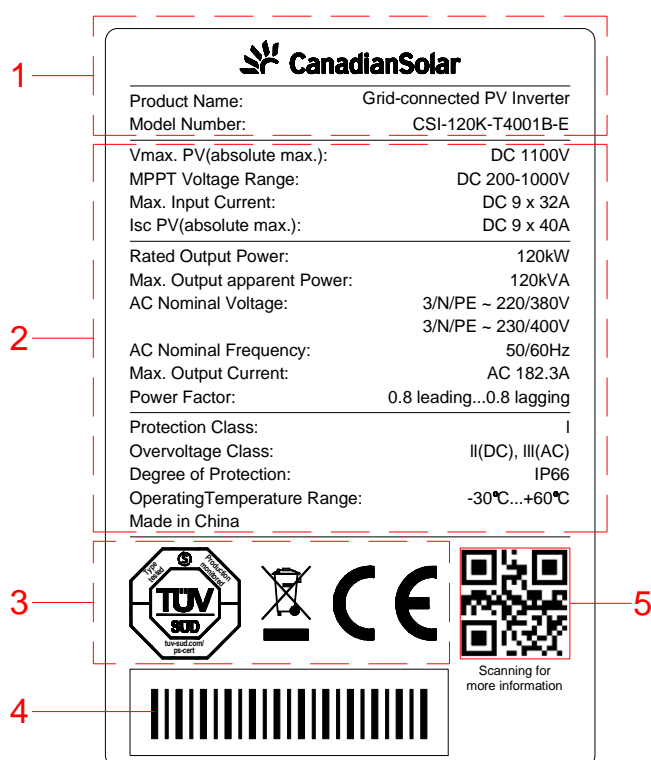 CanadianSolar
Product Name: Grid-connected PV Inverter
Model Number: CSI-120K-T4001B-E
1
Vmax. PV(absolute max.): DC 1100V
MPPT Voltage Range: DC 200-1000V
Max. Input Current: DC 9 x 32A
Isc PV(absolute max.): DC 9 x 40A
Rated Output Power: 120kW
Max. Output apparent Power: 120kVA
AC Nominal Voltage: 3/N/PE ~ 220/380V
3/N/PE ~ 230/400V
2
AC Nominal Frequency: 50/60Hz
Max. Output Current: AC 182.3A
Power Factor: 0.8 leading...0.8 lagging
Protection Class: I
Overvoltage Class: II(DC), III(AC)
Degree of Protection: IP66
OperatingTemperature Range: -30℃...+60℃
Made in China
3
Type tested
S
Production monitored
TÜV
SÜD
tuv-sud.com/
ps-cert
CE
5
Scanning for
more information
4